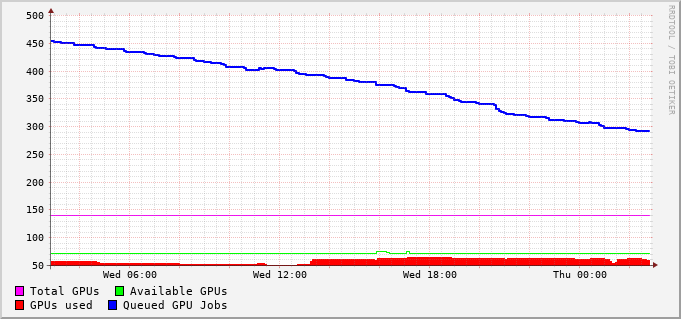 500
450
400
350
300
250
200
150
100
50
Wed 06:00 Wed 12:00 Wed 18:00 Thu 00:00
Total GPUs Available GPUs
GPUs used Queued GPU Jobs
RRDTOOL / TOBI OETIKER